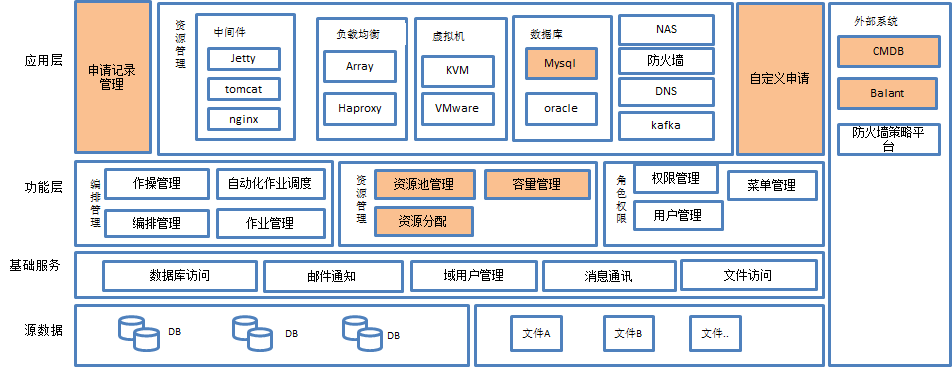 应用层
申请记录
管理
资源管理
中间件
Jetty
tomcat
nginx
负载均衡
Array
Haproxy
虚拟机
KVM
VMware
数据库
Mysql
oracle
NAS
防火墙
DNS
kafka
自定义申请
外部系统
CMDB
Balant
防火墙策略平
台
功能层
编排管理
作操管理
自动化作业调度
编排管理
作业管理
资源管理
资源池管理
容量管理
资源分配
角色权限
权限管理
菜单管理
用户管理
基础服务
数据库访问
邮件通知
域用户管理
消息通讯
文件访问
源数据
DB
DB
DB
文件A
文件B
文件..